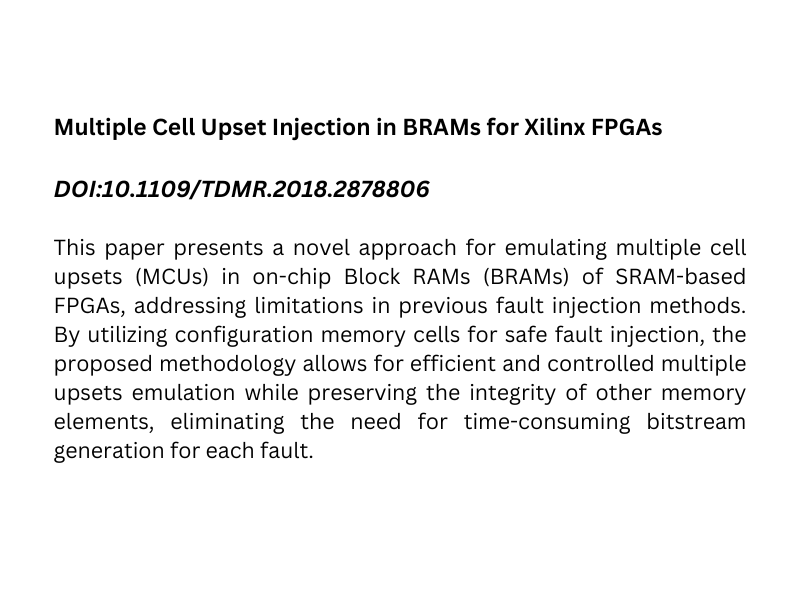 Multiple Cell Upset Injection in BRAMs for Xilinx FPGAs
DOI:10.1109/TDMR.2018.2878806
This paper presents a novel approach for emulating multiple cell
upsets (MCUs) in on-chip Block RAMs (BRAMs) of SRAM-based
FPGAs, addressing limitations in previous fault injection methods.
By utilizing configuration memory cells for safe fault injection, the
proposed methodology allows for efficient and controlled multiple
upsets emulation while preserving the integrity of other memory
elements, eliminating the need for time-consuming bitstream
generation for each fault.